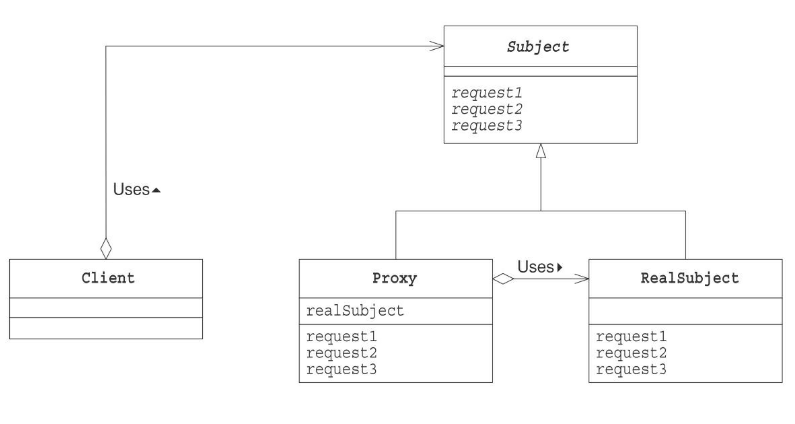 Subject
request1
request2
request3
Uses
Client
Proxy
realSubject
request1
request2
request3
Uses
RealSubject
request1
request2
request3